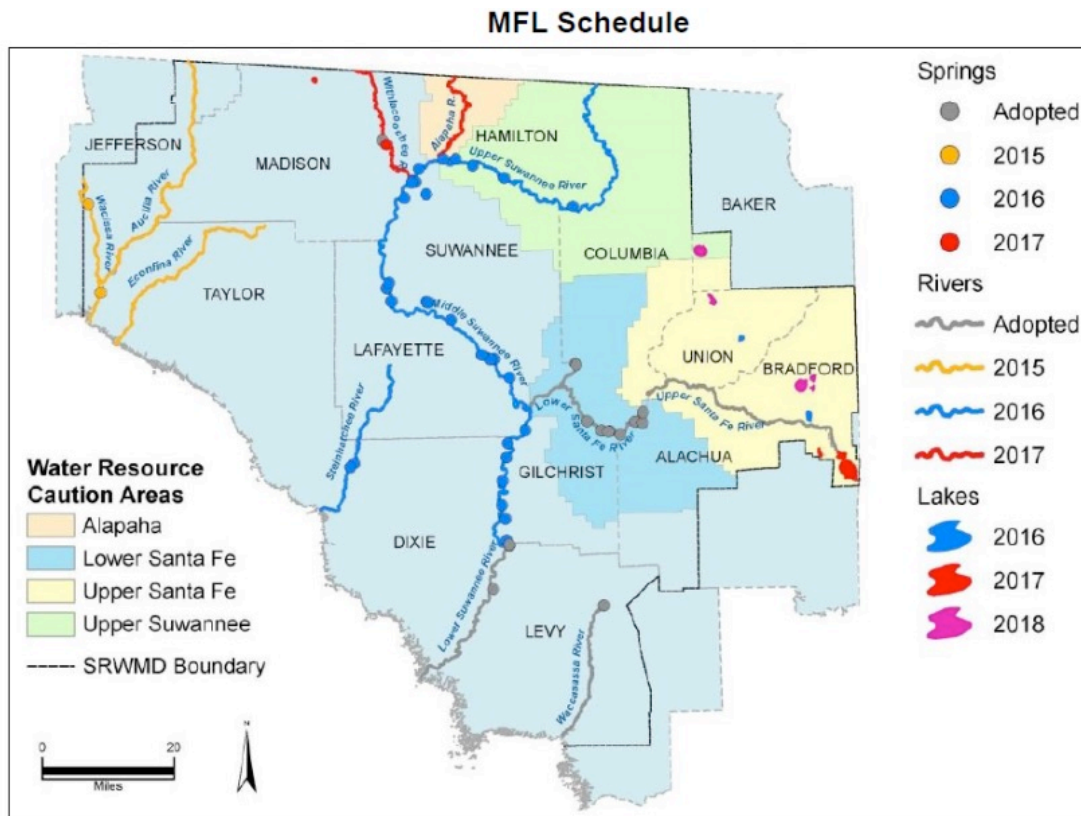 MFL Schedule
JEFFERSON
MADISON
HAMILTON
BAKER
SUWANNEE
COLUMBIA
TAYLOR
LAFAYETTE
UNION
BRADFORD
GILCHRIST
ALACHUA
DIXIE
LEVY
Wacissa River
Aucilla River
Econfina River
Withlacoochee R.
Alapaha R.
Upper Suwannee River
Middle Suwannee River
Steinhatchee River
Lower Santa Fe River
Upper Santa Fe River
Lower Suwannee River
Waccasassa River
Water Resource
Caution Areas
Alapaha
Lower Santa Fe
Upper Santa Fe
Upper Suwannee
SRWMD Boundary
0 20
Miles
N
Springs
Adopted
2015
2016
2017
Rivers
Adopted
2015
2016
2017
Lakes
2016
2017
2018